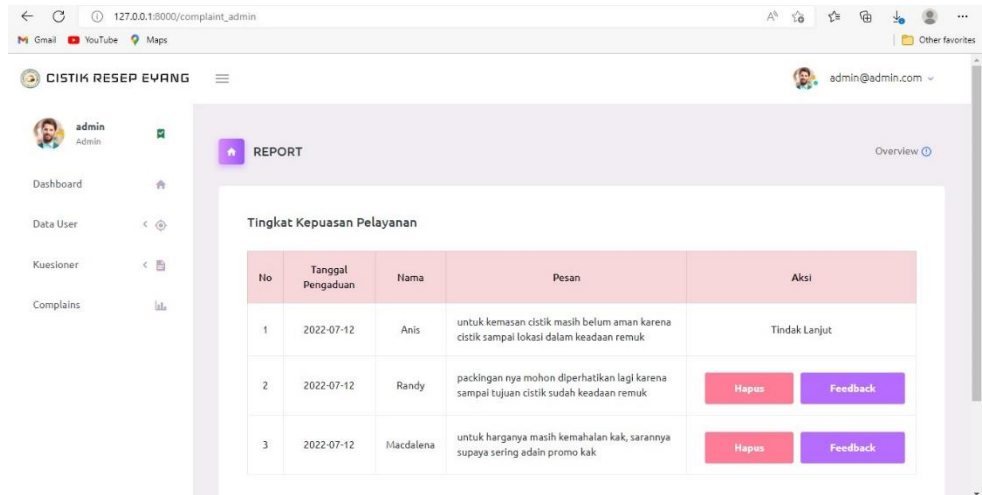 127.0.0.1:8000/complaint_admin
Gmail YouTube Maps Other favorites
CISTIK RESEP EYANG
admin@admin.com
admin
Admin
REPORT
Overview
Dashboard
Data User
Kuesioner
Complains
Tingkat Kepuasan Pelayanan
No
Tanggal
Pengaduan
Nama
Pesan
Aksi
1
2022-07-12
Anis
untuk kemasan cistik masih belum aman karena
cistik sampai lokasi dalam keadaan remuk
Tindak Lanjut
2
2022-07-12
Randy
packingan nya mohon diperhatikan lagi karena
sampai tujuan cistik sudah keadaan remuk
Hapus
Feedback
3
2022-07-12
Macdalena
untuk harganya masih kemahalan kak, sarannya
supaya sering adain promo kak
Hapus
Feedback